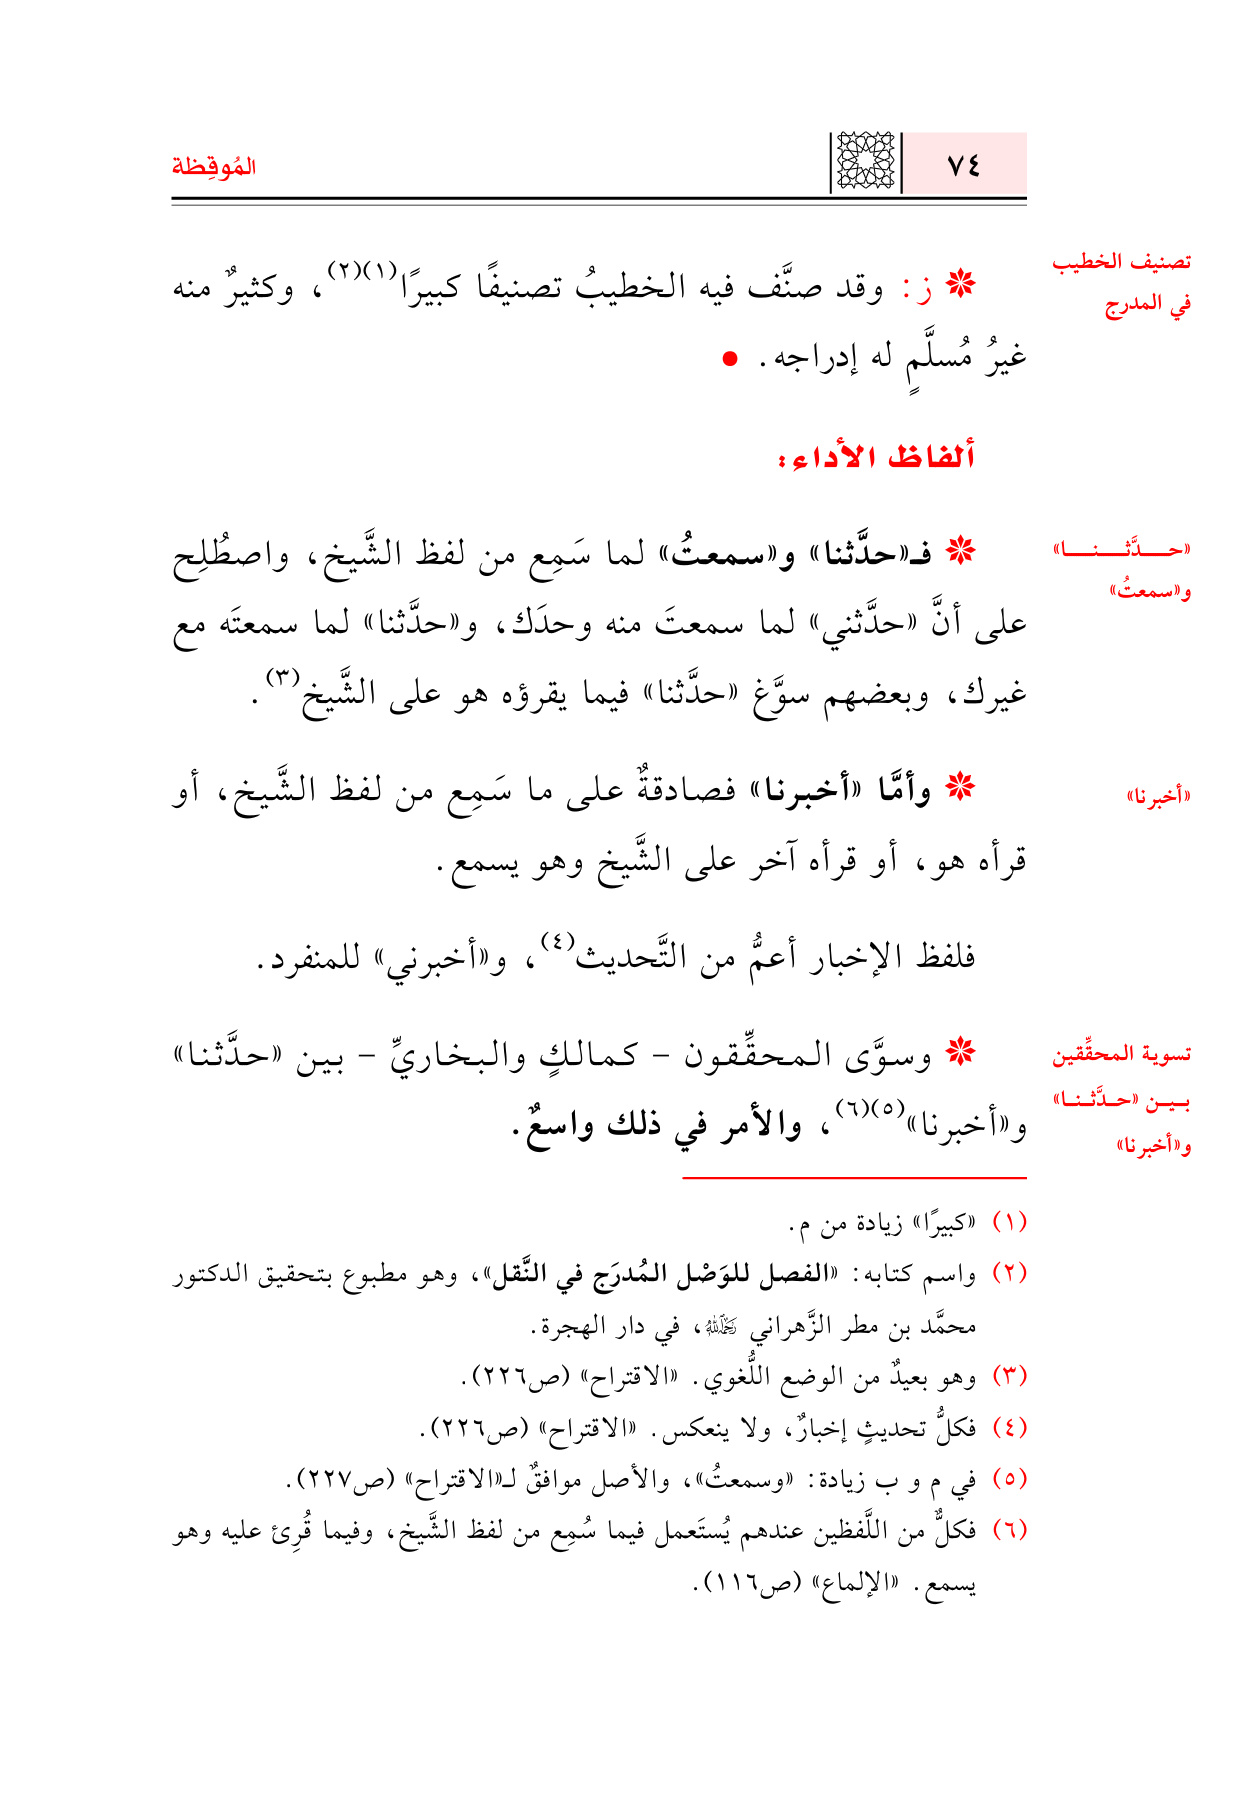 ٧٤
المُوقِظة
تصنيف الخطيب
في المدرج
ز: وقد صنَّف فيه الخطيبُ تصنيفًا كبيرًا(١)(٢)، وكثيرٌ منه
غيرُ مُسلَّمٍ له إدراجه.
ألفاظ الأداء:
«حدَّثنا»
و«سمعتُ»
فـ«حدَّثنا» و«سمعتُ» لما سَمِع من لفظ الشَّيخ، واصطُلِح
على أنَّ «حدَّثني» لما سمعتَ منه وحدَك، و«حدَّثنا» لما سمعتَه مع
غيرك، وبعضهم سوَّغ «حدَّثنا» فيما يقرؤه هو على الشَّيخ(٣).
«أخبرنا»
وأمَّا «أخبرنا» فصادقةٌ على ما سَمِع من لفظ الشَّيخ، أو
قرأه هو، أو قرأه آخر على الشَّيخ وهو يسمع.
فلفظ الإخبار أعمُّ من التَّحديث(٤)، و«أخبرني» للمنفرد.
تسوية المحقِّقين
بين «حدَّثنا»
و«أخبرنا»
وسوَّى المحقِّقون - كمالكٍ والبخاريِّ - بين «حدَّثنا»
و«أخبرنا»(٥)(٦)، والأمر في ذلك واسعٌ.
(١) «كبيرًا» زيادة من م.
(٢) واسم كتابه: «الفصل للوَصْل المُدرَج في النَّقل»، وهو مطبوع بتحقيق الدكتور
محمَّد بن مطر الزَّهراني رحمه الله، في دار الهجرة.
(٣) وهو بعيدٌ من الوضع اللُّغوي. «الاقتراح» (ص٢٢٦).
(٤) فكلُّ تحديثٍ إخبارٌ، ولا ينعكس. «الاقتراح» (ص٢٢٦).
(٥) في م و ب زيادة: «وسمعتُ»، والأصل موافقٌ لـ«الاقتراح» (ص٢٢٧).
(٦) فكلٌّ من اللَّفظين عندهم يُستَعمل فيما سُمِع من لفظ الشَّيخ، وفيما قُرِئ عليه وهو
يسمع. «الإلماع» (ص١١٦).